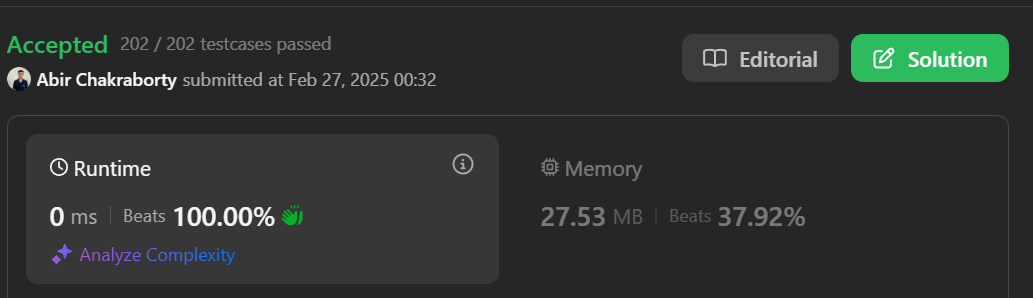 Accepted 202 / 202 testcases passed
Abir Chakraborty submitted at Feb 27, 2025 00:32
Editorial
Solution
Runtime
0 ms Beats 100.00%
Analyze Complexity
Memory
27.53 MB Beats 37.92%